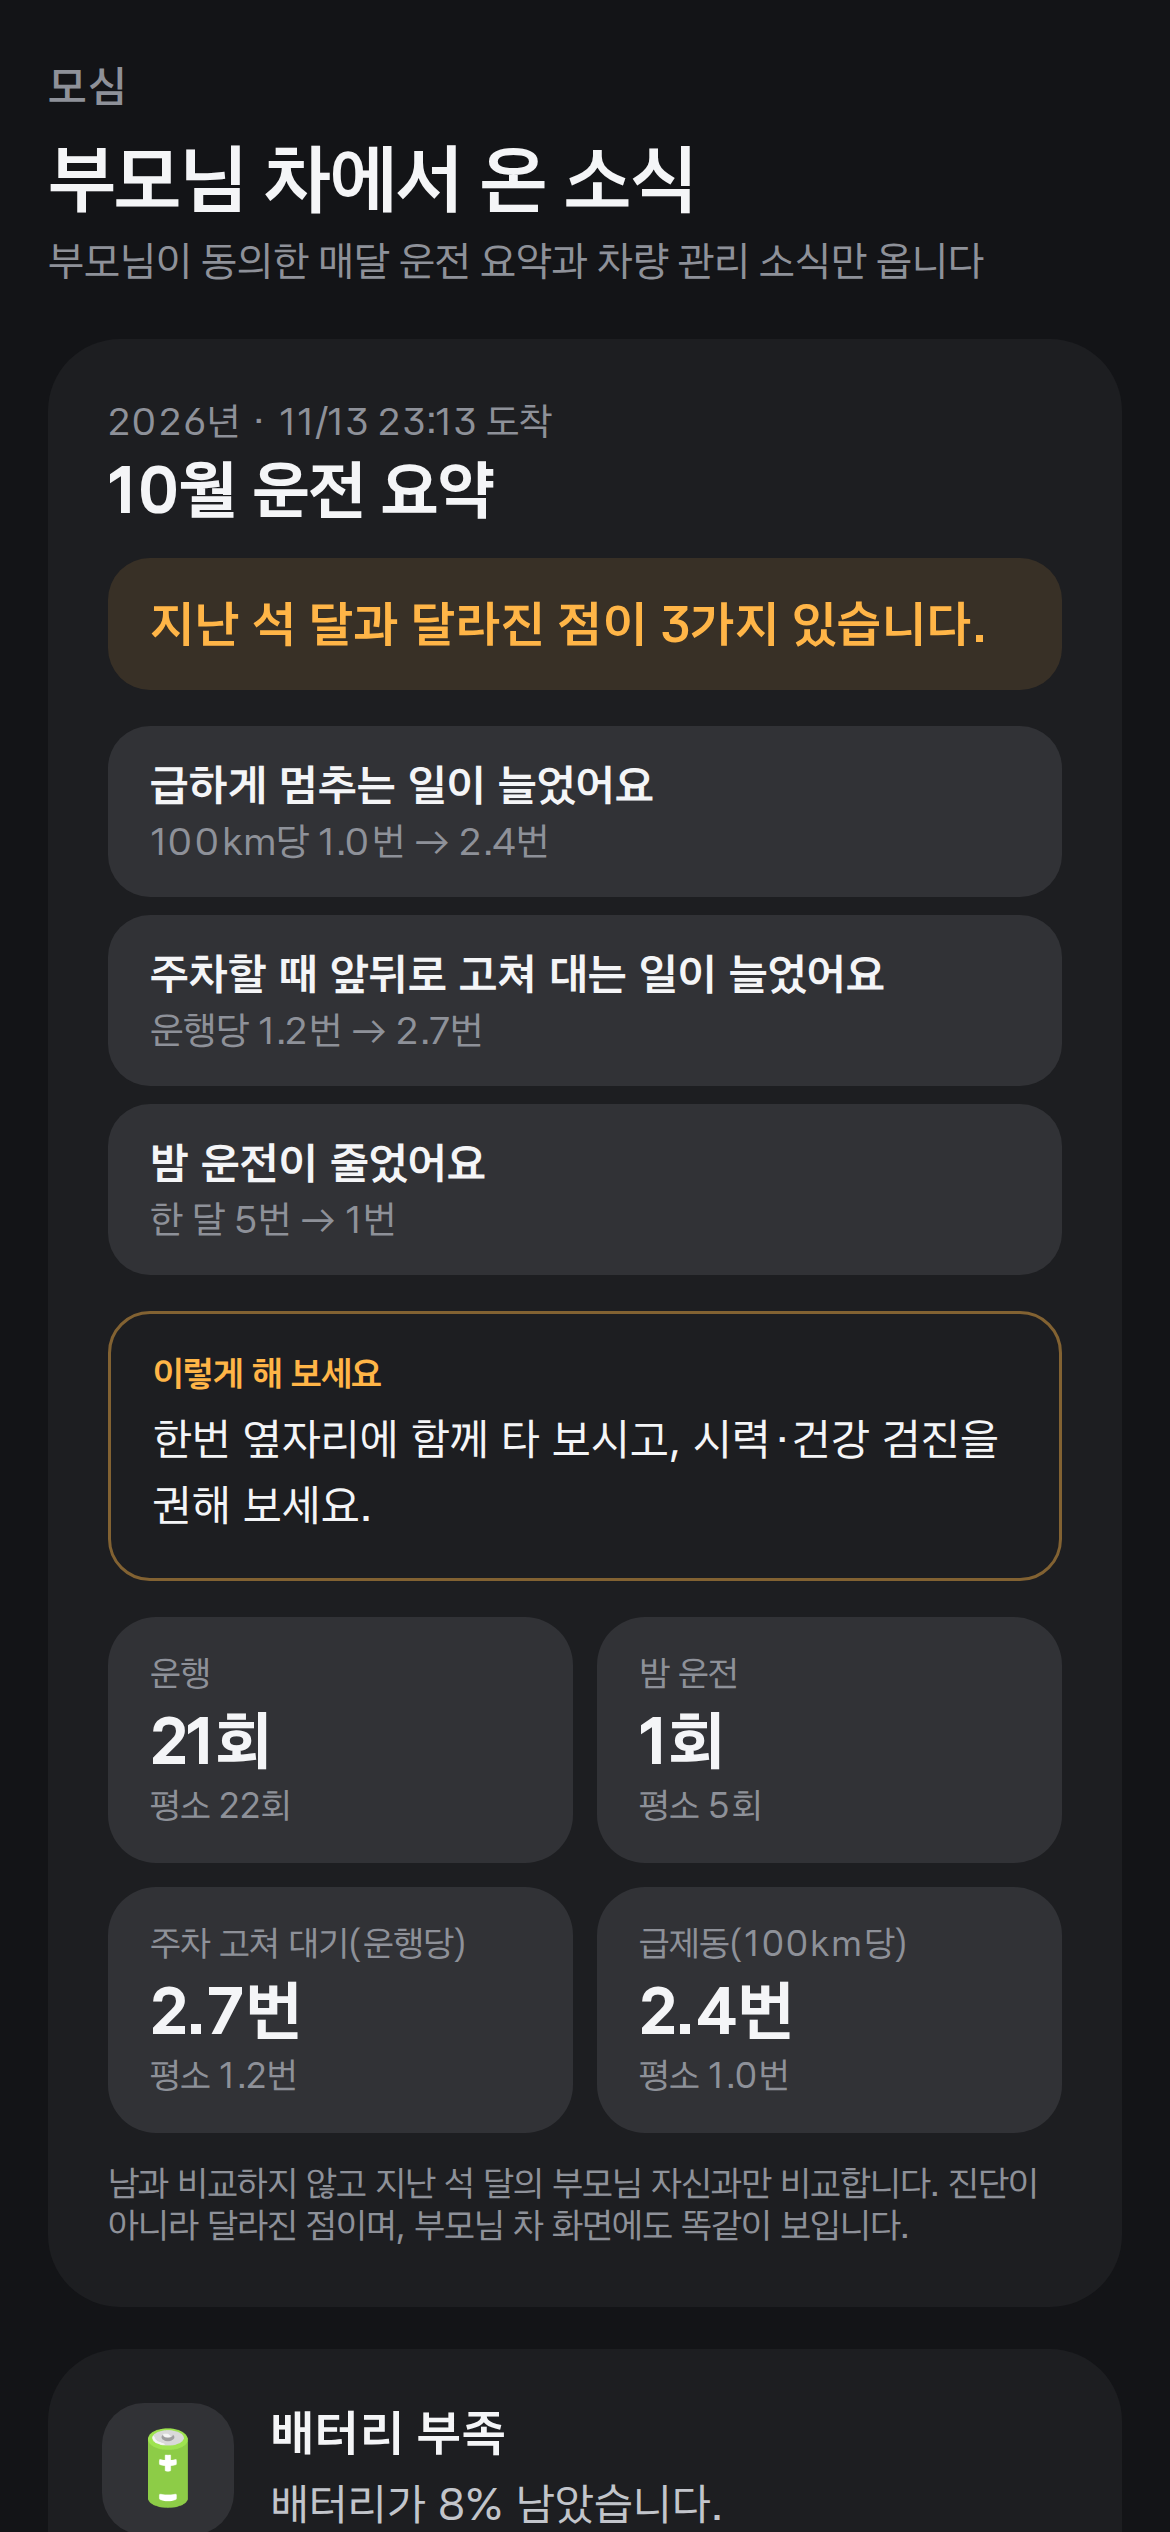 모심
부모님 차에서 온 소식
부모님이 동의한 매달 운전 요약과 차량 관리 소식만 옵니다
2026년 · 11/13 23:13 도착
10월 운전 요약
지난 석 달과 달라진 점이 3가지 있습니다.
급하게 멈추는 일이 늘었어요
100km당 1.0번 → 2.4번
주차할 때 앞뒤로 고쳐 대는 일이 늘었어요
운행당 1.2번 → 2.7번
밤 운전이 줄었어요
한 달 5번 → 1번
이렇게 해 보세요
한번 옆자리에 함께 타 보시고, 시력·건강 검진을
권해 보세요.
운행
21회
평소 22회
밤 운전
1회
평소 5회
주차 고쳐 대기(운행당)
2.7번
평소 1.2번
급제동(100km당)
2.4번
평소 1.0번
남과 비교하지 않고 지난 석 달의 부모님 자신과만 비교합니다. 진단이
아니라 달라진 점이며, 부모님 차 화면에도 똑같이 보입니다.
배터리 부족
배터리가 8% 남았습니다.